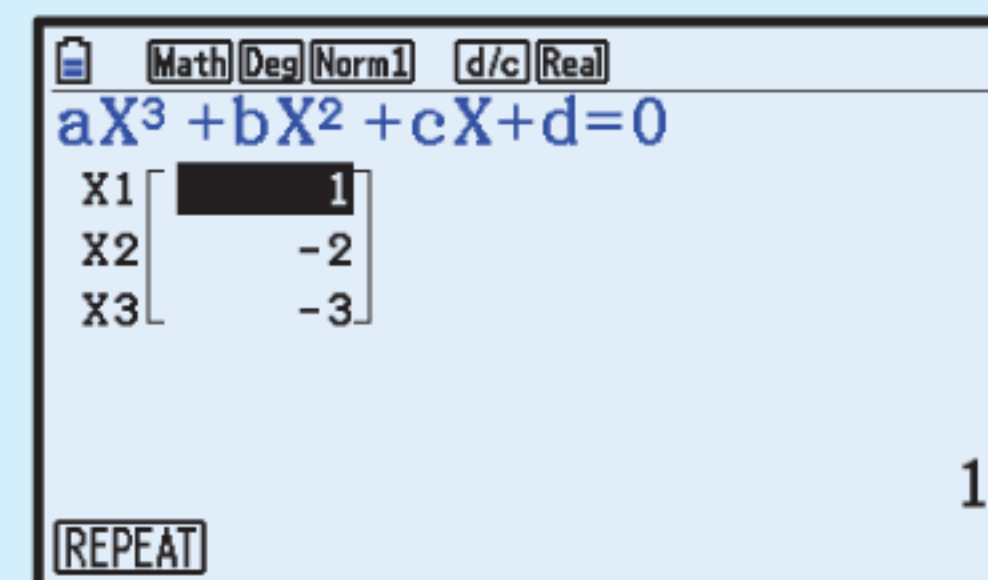 Math Deg Norm1 d/c Real
aX³+bX²+cX+d=0
X1 1
X2 -2
X3 -3
1
REPEAT